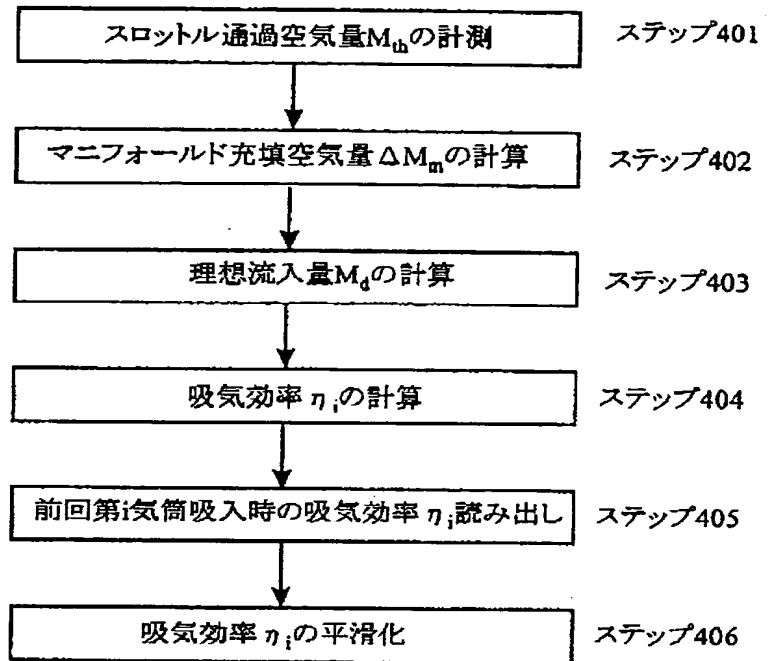 スロットル通過空気量Mthの計測 ステップ401
マニフォールド充填空気量ΔMmの計算 ステップ402
理想流入量Mdの計算 ステップ403
吸気効率ηiの計算 ステップ404
前回第i気筒吸入時の吸気効率ηi読み出し ステップ405
吸気効率ηiの平滑化 ステップ406